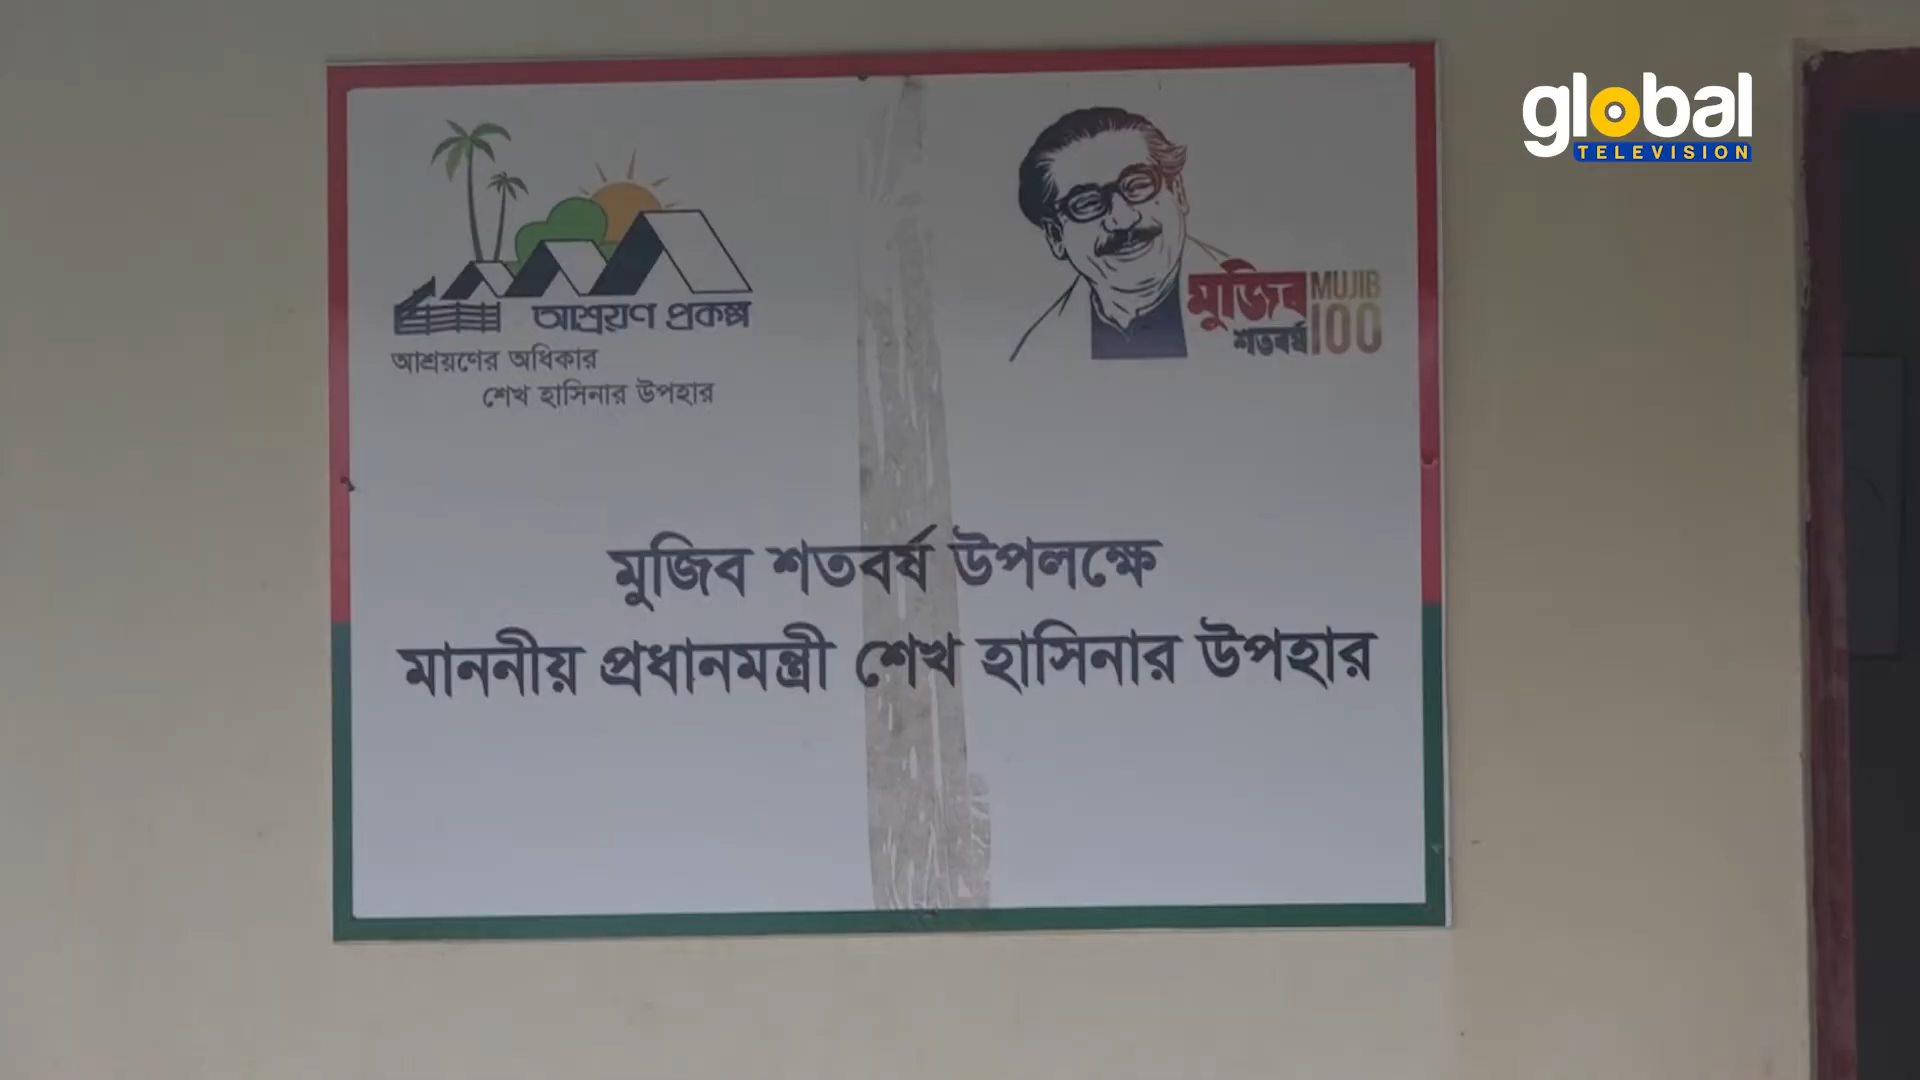 global
TELEVISION
আশ্রয়ণ প্রকল্প
আশ্রয়ণের অধিকার
শেখ হাসিনার উপহার
মুজিব
শতবর্ষ
MUJIB
100
মুজিব শতবর্ষ উপলক্ষে
মাননীয় প্রধানমন্ত্রী শেখ হাসিনার উপহার